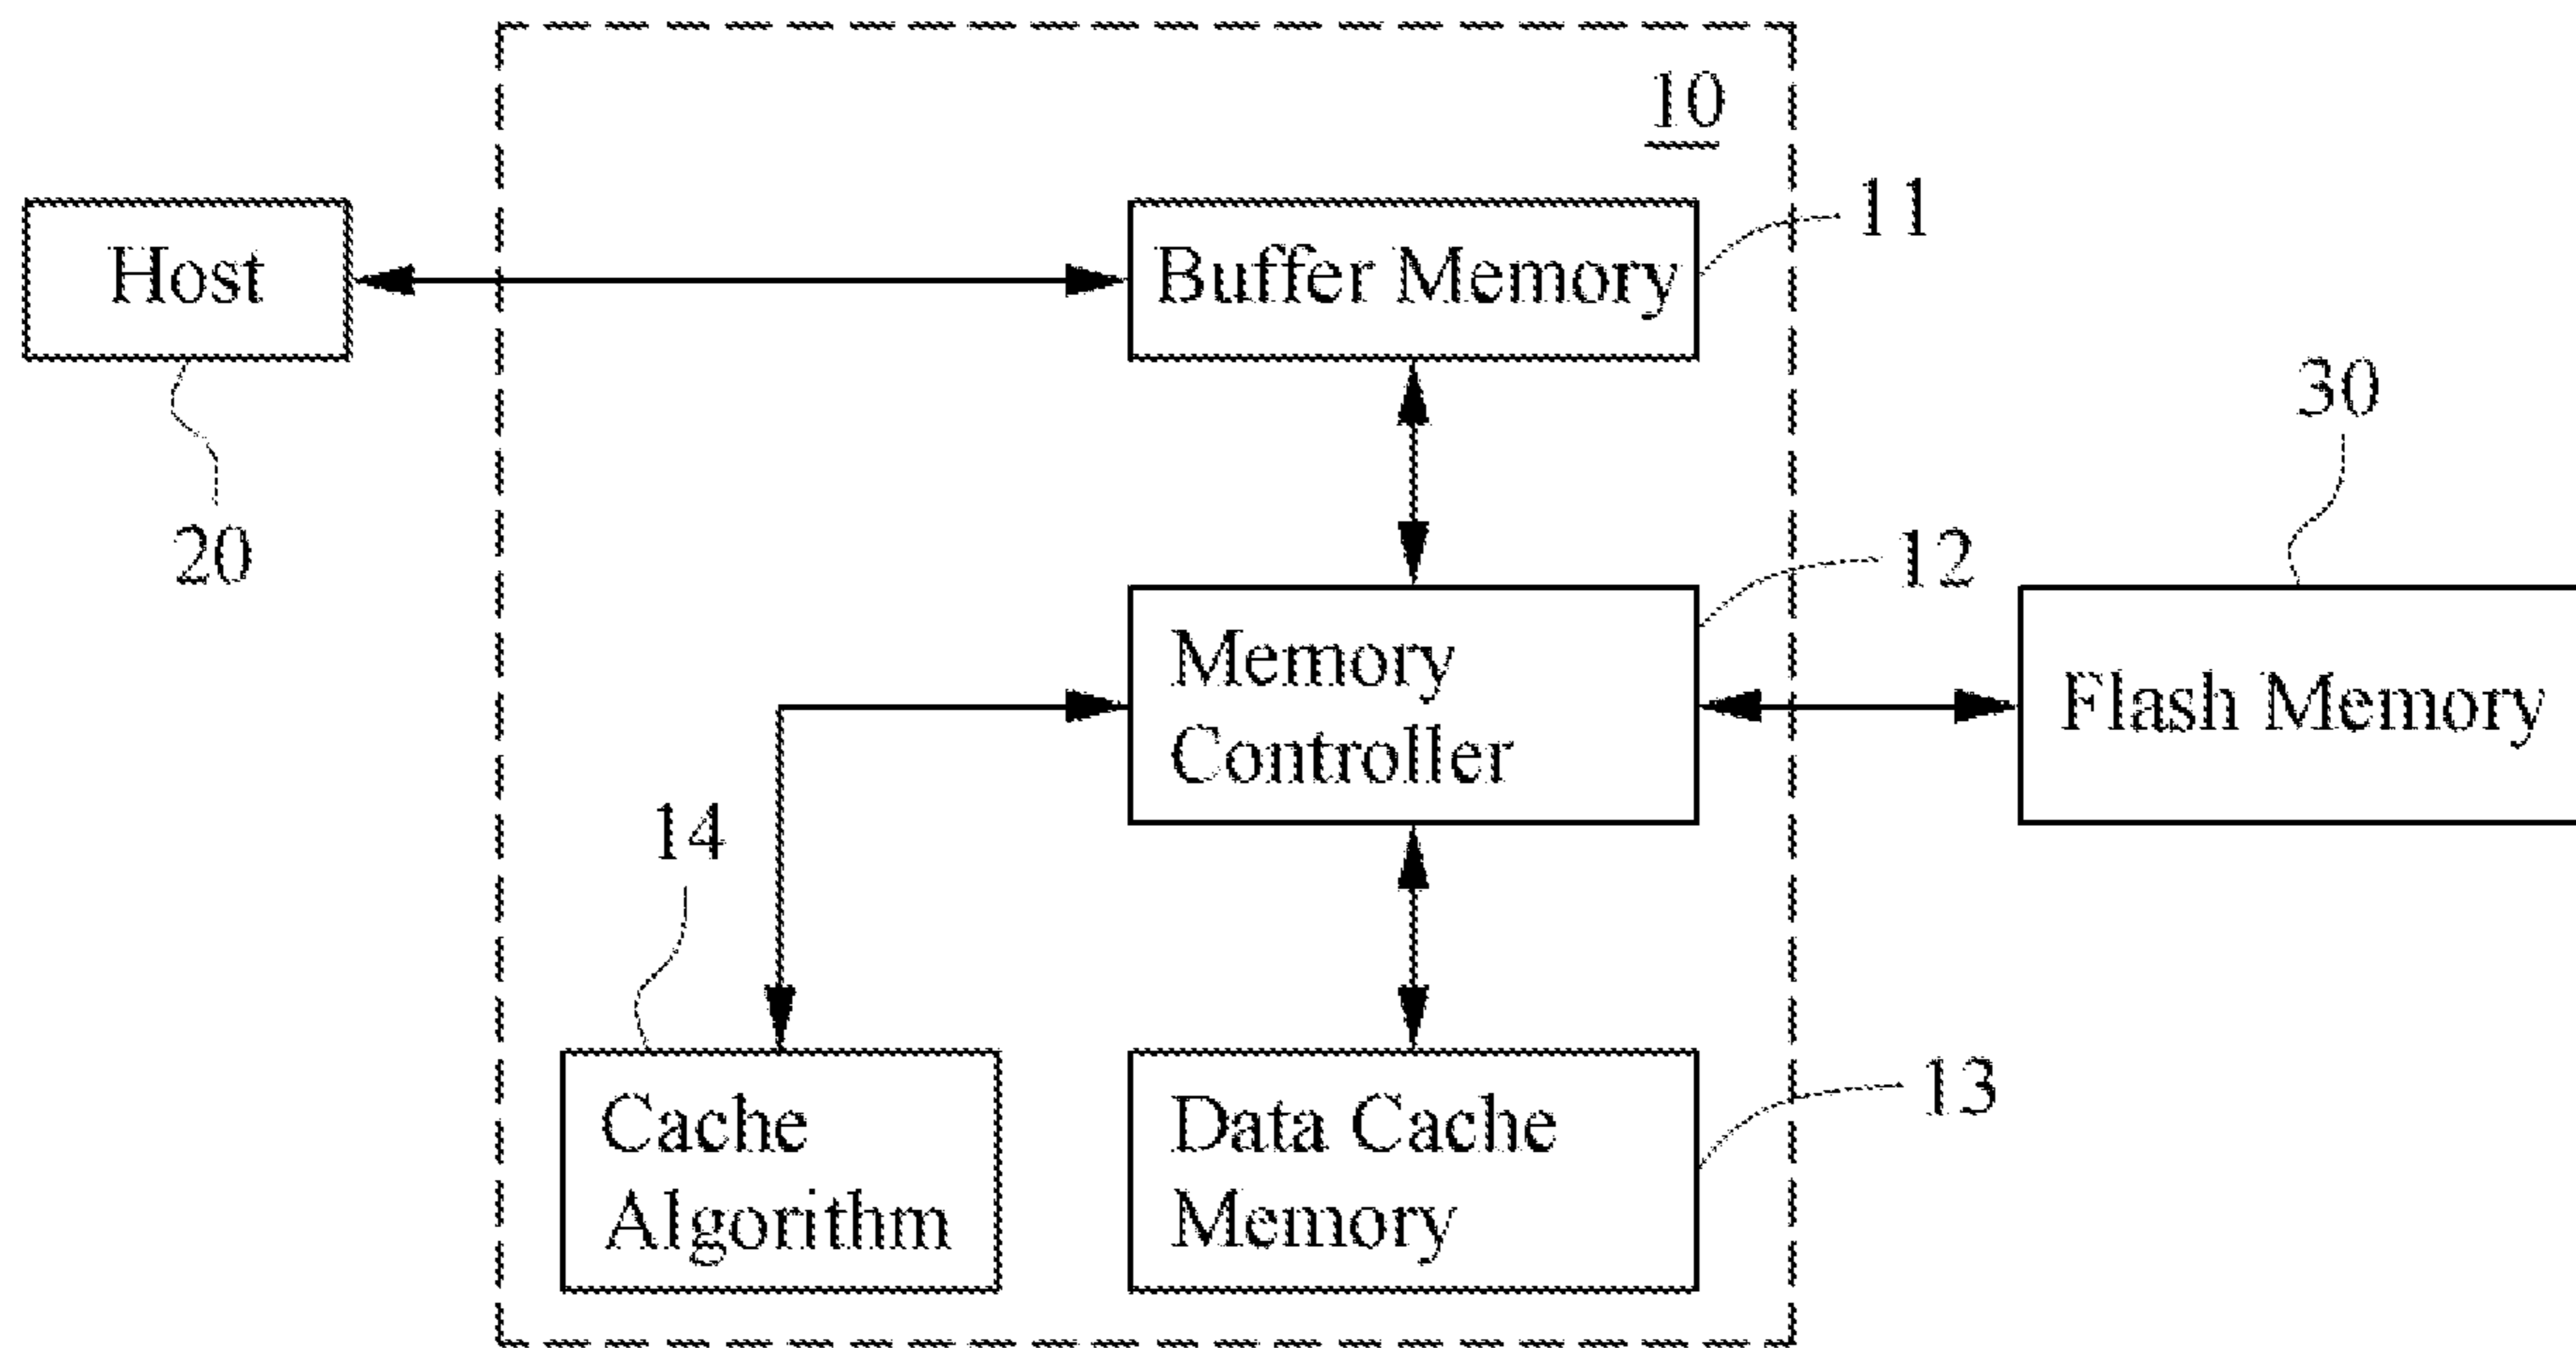 10
Host
Buffer Memory
11
20
30
Memory
Controller
12
Flash Memory
14
Cache
Algorithm
Data Cache
Memory
13